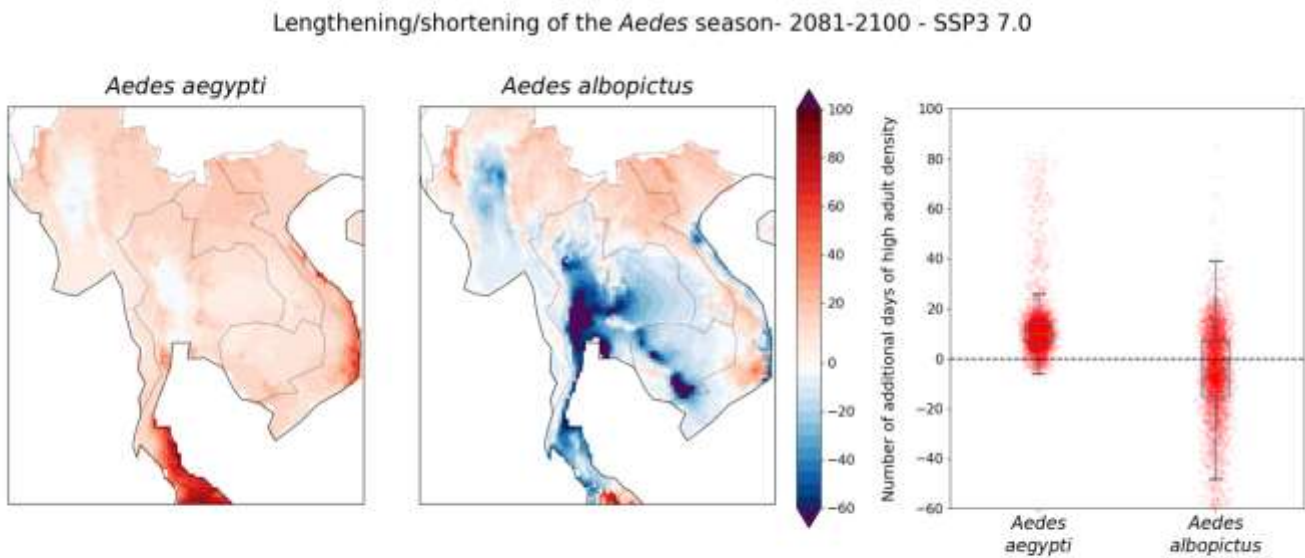 Lengthening/shortening of the Aedes season- 2081-2100 - SSP3 7.0
Aedes aegypti
Aedes albopictus
100
80
60
40
20
0
−20
−40
−60
Number of additional days of high adult density
100
80
60
40
20
0
−20
−40
−60
Aedes
aegypti
Aedes
albopictus